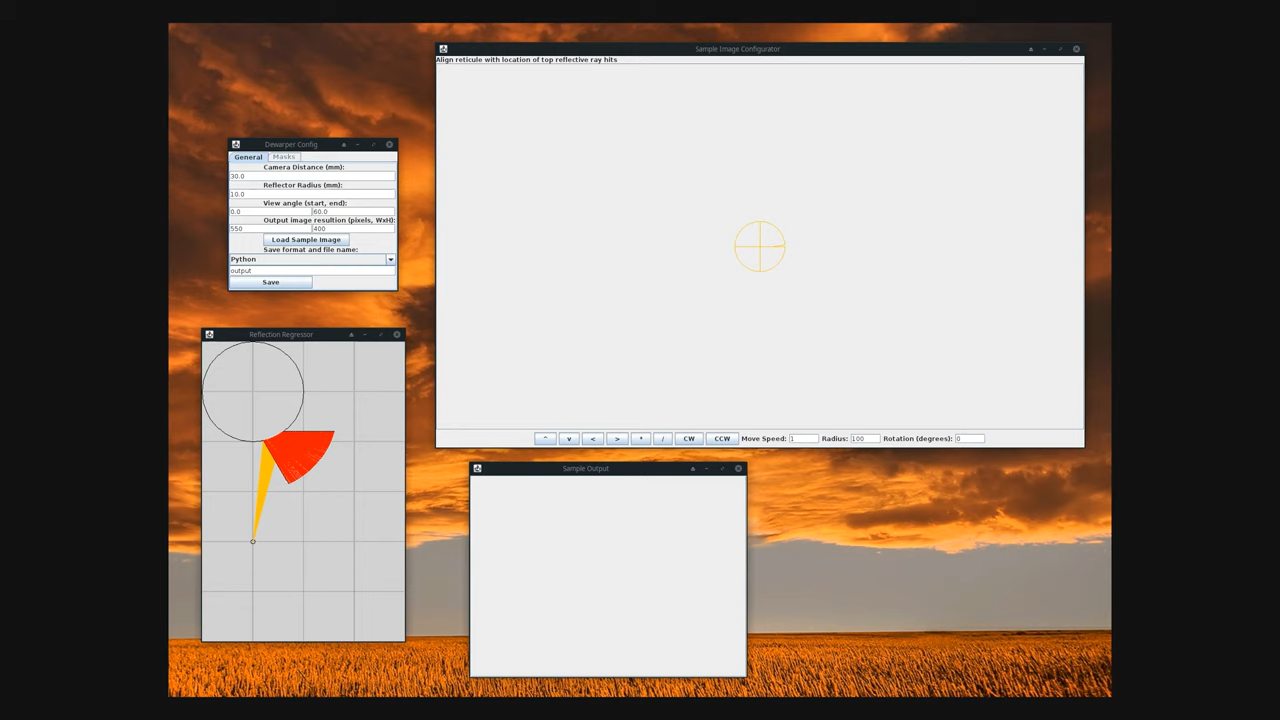 Sample Image Configurator
Align reticule with location of top reflective ray hits
Dewarper Config
General Masks
Camera Distance (mm):
30.0
Reflector Radius (mm):
10.0
View angle (start, end):
0.0 60.0
Output image resultion (pixels, WxH):
550 400
Load Sample Image
Save format and file name:
Python
output
Save
Reflection Regressor
^ v < > * / CW CCW Move Speed: 1 Radius: 100 Rotation (degrees): 0
Sample Output